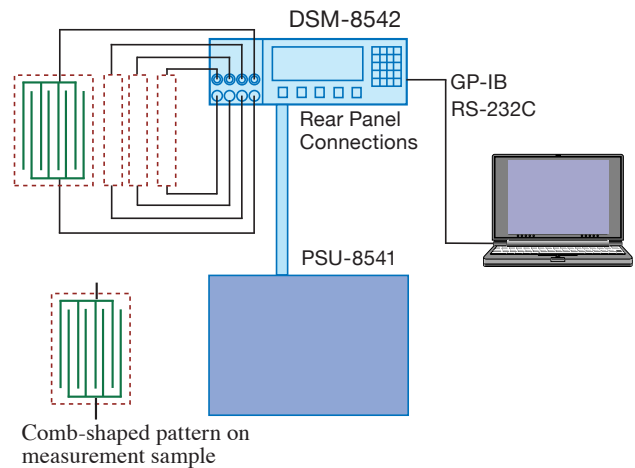 DSM-8542
GP-IB
RS-232C
Rear Panel
Connections
PSU-8541
Comb-shaped pattern on
measurement sample